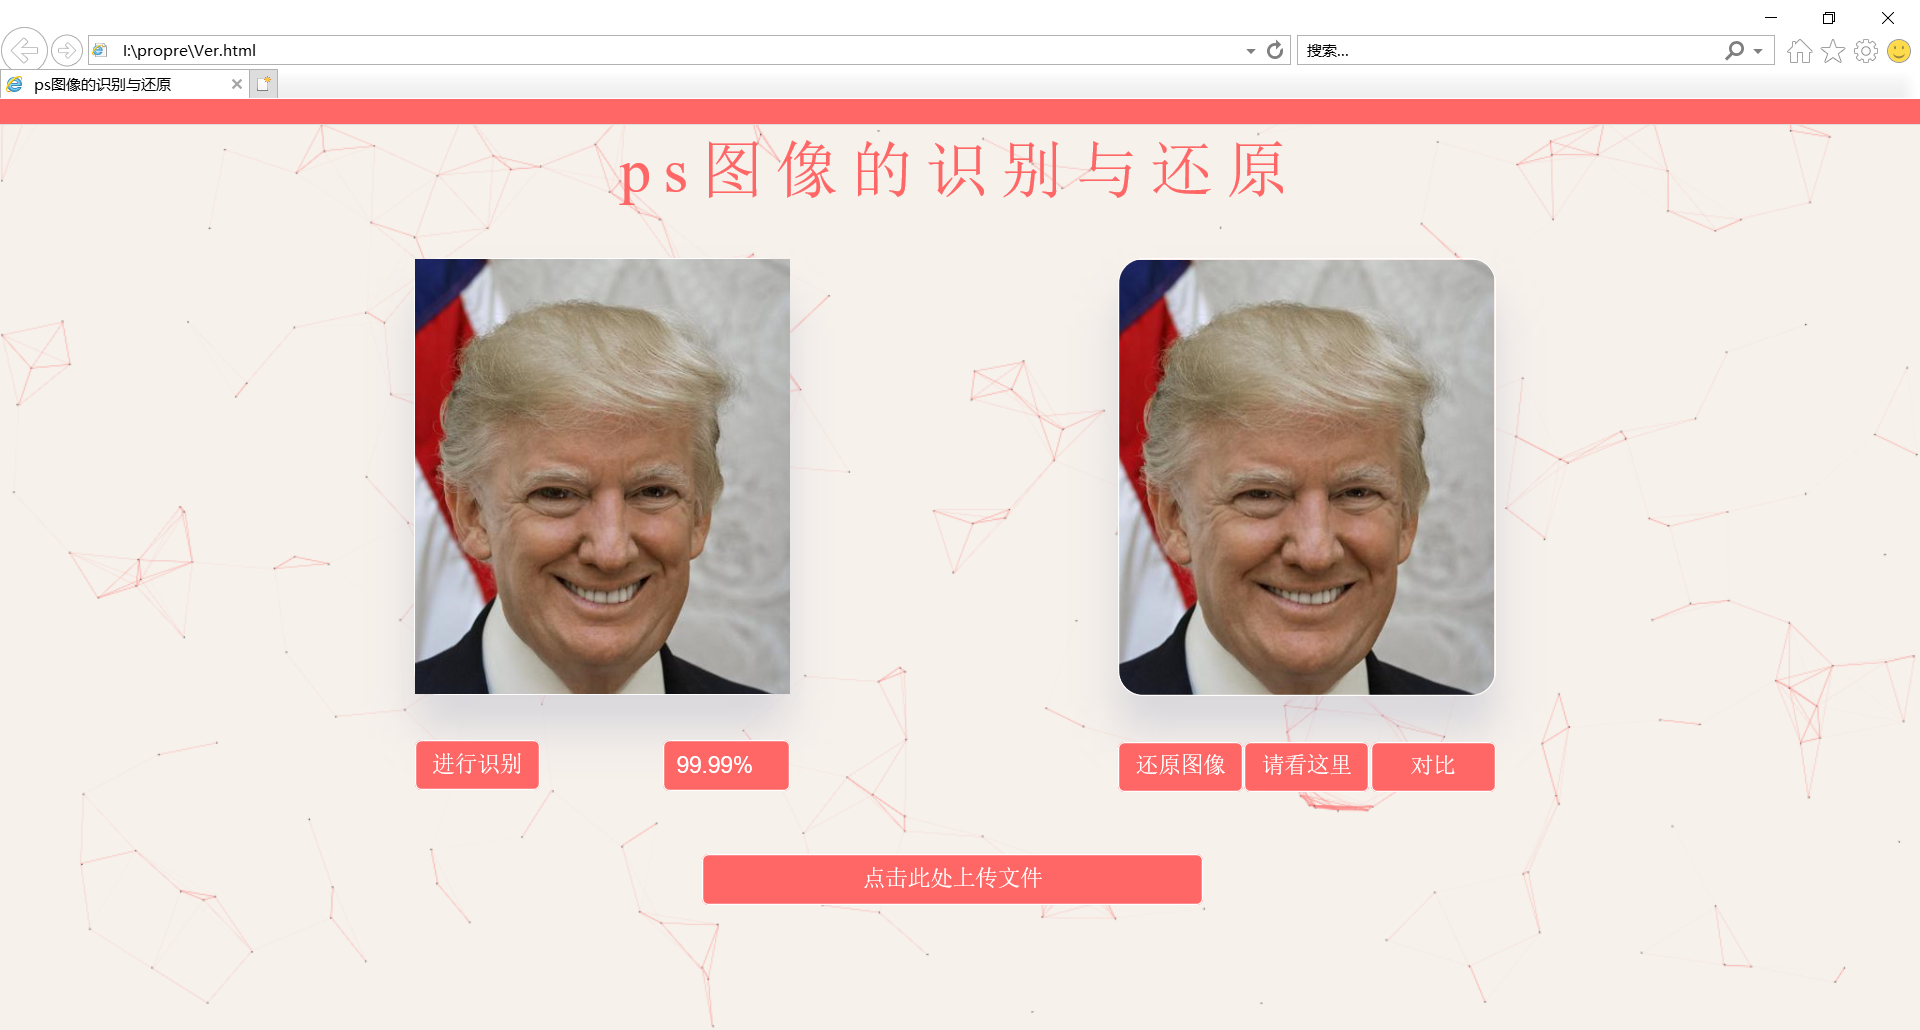 I:\propre\Ver.html
搜索...
ps图像的识别与还原
ps图像的识别与还原
进行识别
99.99%
还原图像
请看这里
对比
点击此处上传文件